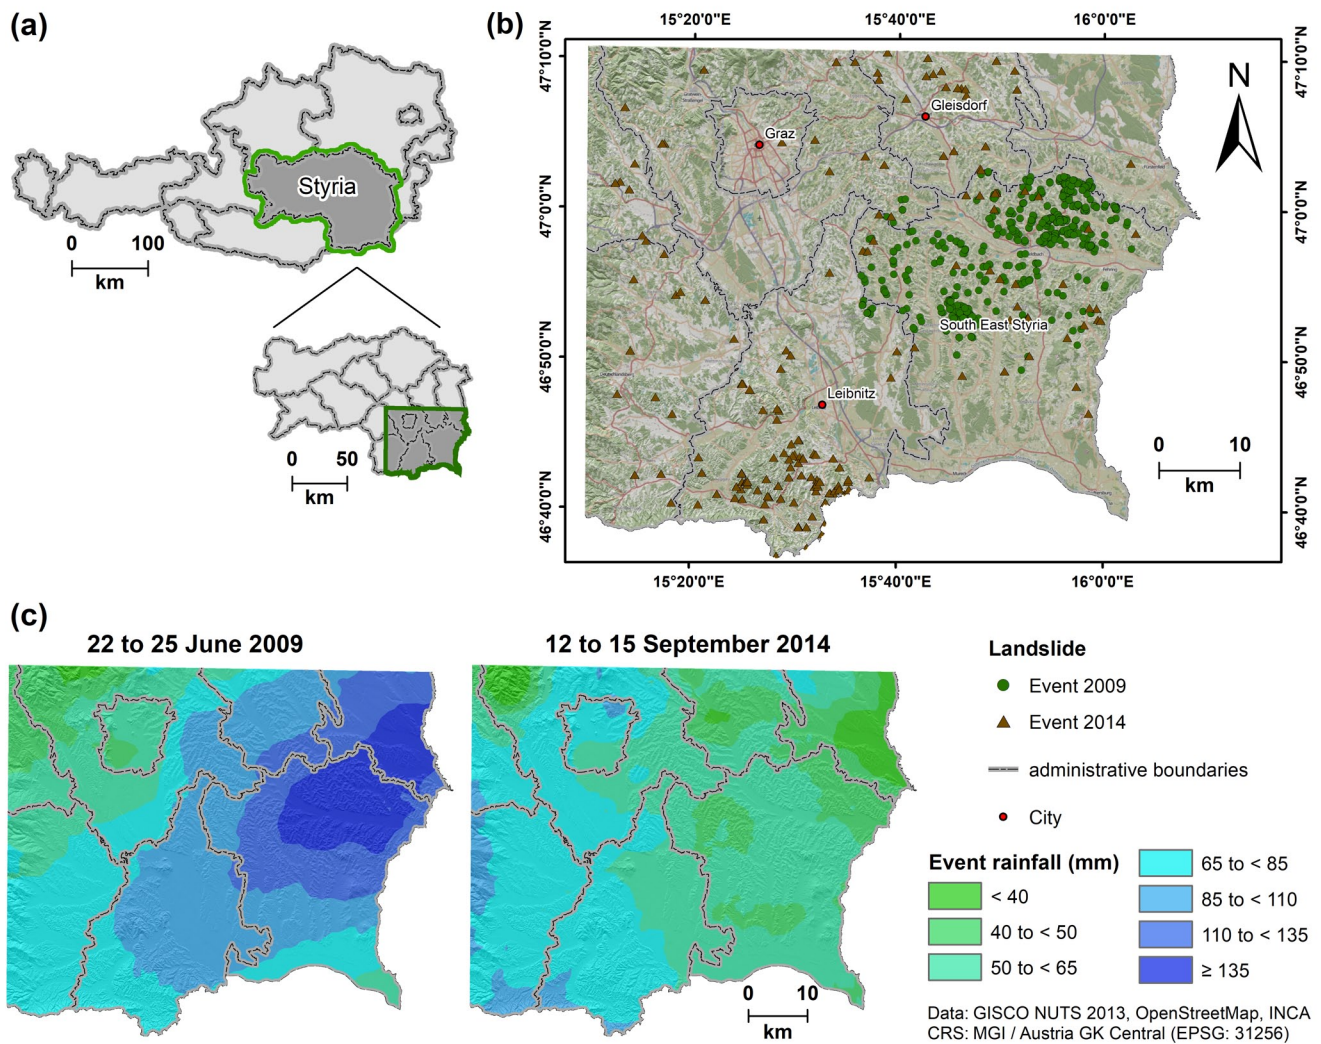 (a)
Styria
0 100
km
0 50
km
(b)
15°20'0"E 15°40'0"E 16°0'0"E
47°10'0"N
47°0'0"N
46°50'0"N
46°40'0"N
47°10'0"N
47°0'0"N
46°50'0"N
46°40'0"N
N
Gleisdorf
Graz
South East Styria
Leibnitz
0 10
km
15°20'0"E 15°40'0"E 16°0'0"E
(c)
22 to 25 June 2009
12 to 15 September 2014
0 10
km
Landslide
Event 2009
Event 2014
administrative boundaries
City
Event rainfall (mm)
< 40
40 to < 50
50 to < 65
65 to < 85
85 to < 110
110 to < 135
≥ 135
Data: GISCO NUTS 2013, OpenStreetMap, INCA
CRS: MGI / Austria GK Central (EPSG: 31256)